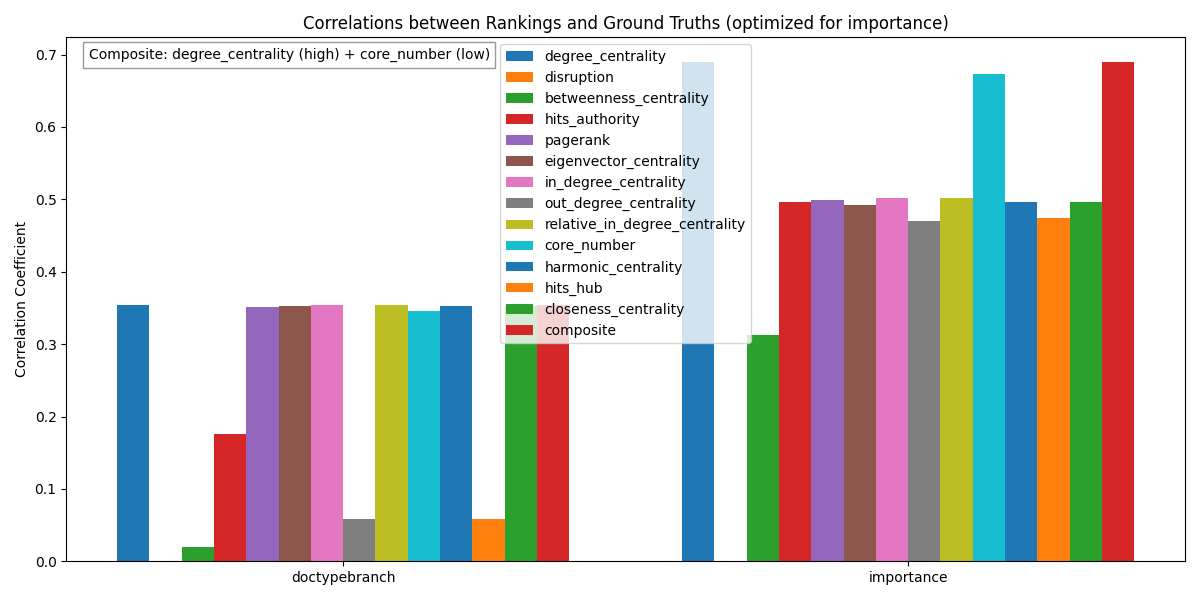 Correlations between Rankings and Ground Truths (optimized for importance)
Composite: degree_centrality (high) + core_number (low)
degree_centrality
disruption
betweenness_centrality
hits_authority
pagerank
eigenvector_centrality
in_degree_centrality
out_degree_centrality
relative_in_degree_centrality
core_number
harmonic_centrality
hits_hub
closeness_centrality
composite
Correlation Coefficient
0.7
0.6
0.5
0.4
0.3
0.2
0.1
0.0
doctypebranch
importance